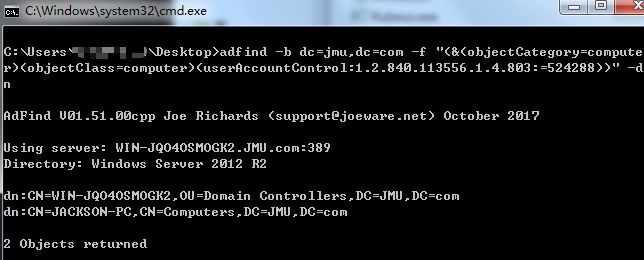 C:\Windows\system32\cmd.exe
C:\Users\ \Desktop>adfind -b dc=jmu,dc=com -f "(&(objectCategory=compute
r)(objectClass=computer)(userAccountControl:1.2.840.113556.1.4.803:=524288))" -d
n
AdFind V01.51.00cpp Joe Richards (support@joeware.net) October 2017
Using server: WIN-JQO4OSMOGK2.JMU.com:389
Directory: Windows Server 2012 R2
dn:CN=WIN-JQO4OSMOGK2,OU=Domain Controllers,DC=JMU,DC=com
dn:CN=JACKSON-PC,CN=Computers,DC=JMU,DC=com
2 Objects returned